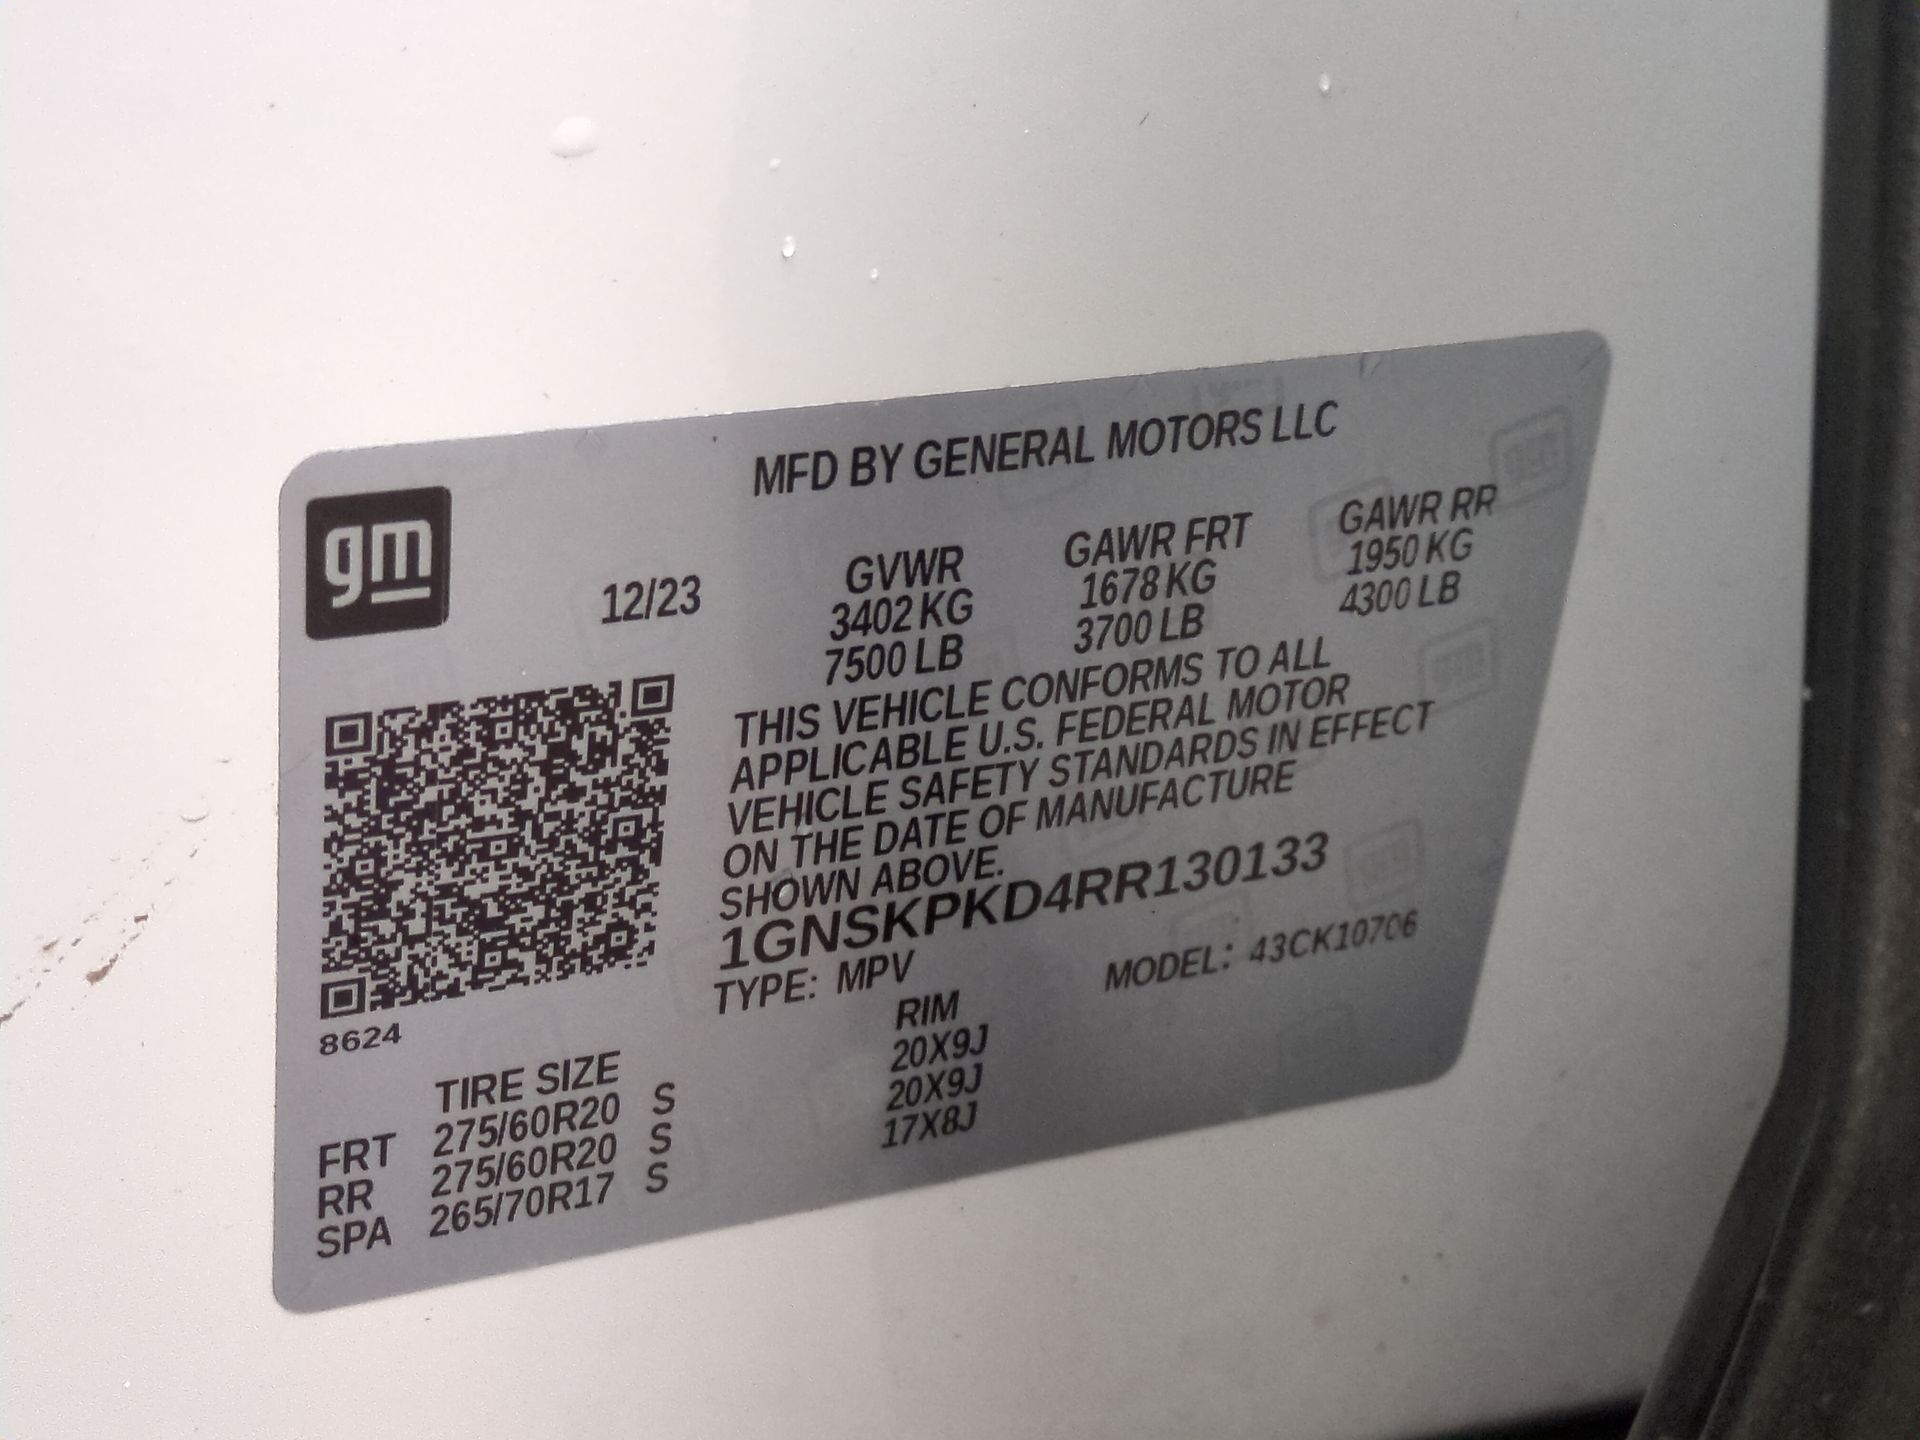 MFD BY GENERAL MOTORS LLC
gm
12/23
GVWR GAWR FRT GAWR RR
3402 KG 1678 KG 1950 KG
7500 LB 3700 LB 4300 LB
THIS VEHICLE CONFORMS TO ALL
APPLICABLE U.S. FEDERAL MOTOR
VEHICLE SAFETY STANDARDS IN EFFECT
ON THE DATE OF MANUFACTURE
SHOWN ABOVE.
1GNSKPKD4RR130133
TYPE: MPV MODEL: 43CK10706
8624
TIRE SIZE RIM
FRT 275/60R20 S 20X9J
RR 275/60R20 S 20X9J
SPA 265/70R17 S 17X8J